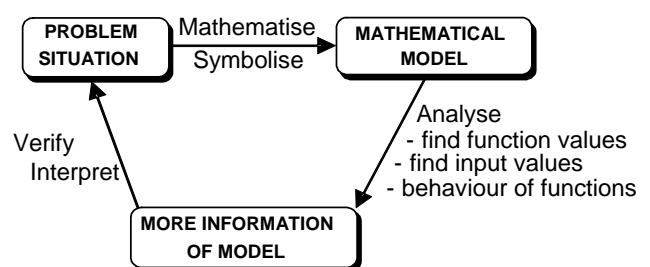 PROBLEM
SITUATION
Mathematise
Symbolise
MATHEMATICAL
MODEL
Analyse
- find function values
- find input values
- behaviour of functions
Verify
Interpret
MORE INFORMATION
OF MODEL